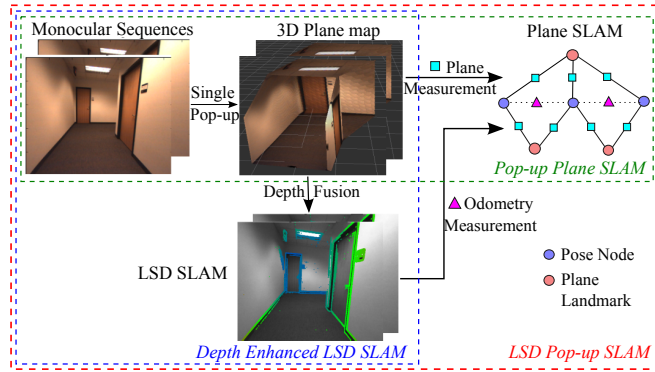 Monocular Sequences
3D Plane map
Plane SLAM
Single
Pop-up
Plane
Measurement
Pop-up Plane SLAM
Depth Fusion
LSD SLAM
Odometry
Measurement
Pose Node
Plane
Landmark
Depth Enhanced LSD SLAM
LSD Pop-up SLAM